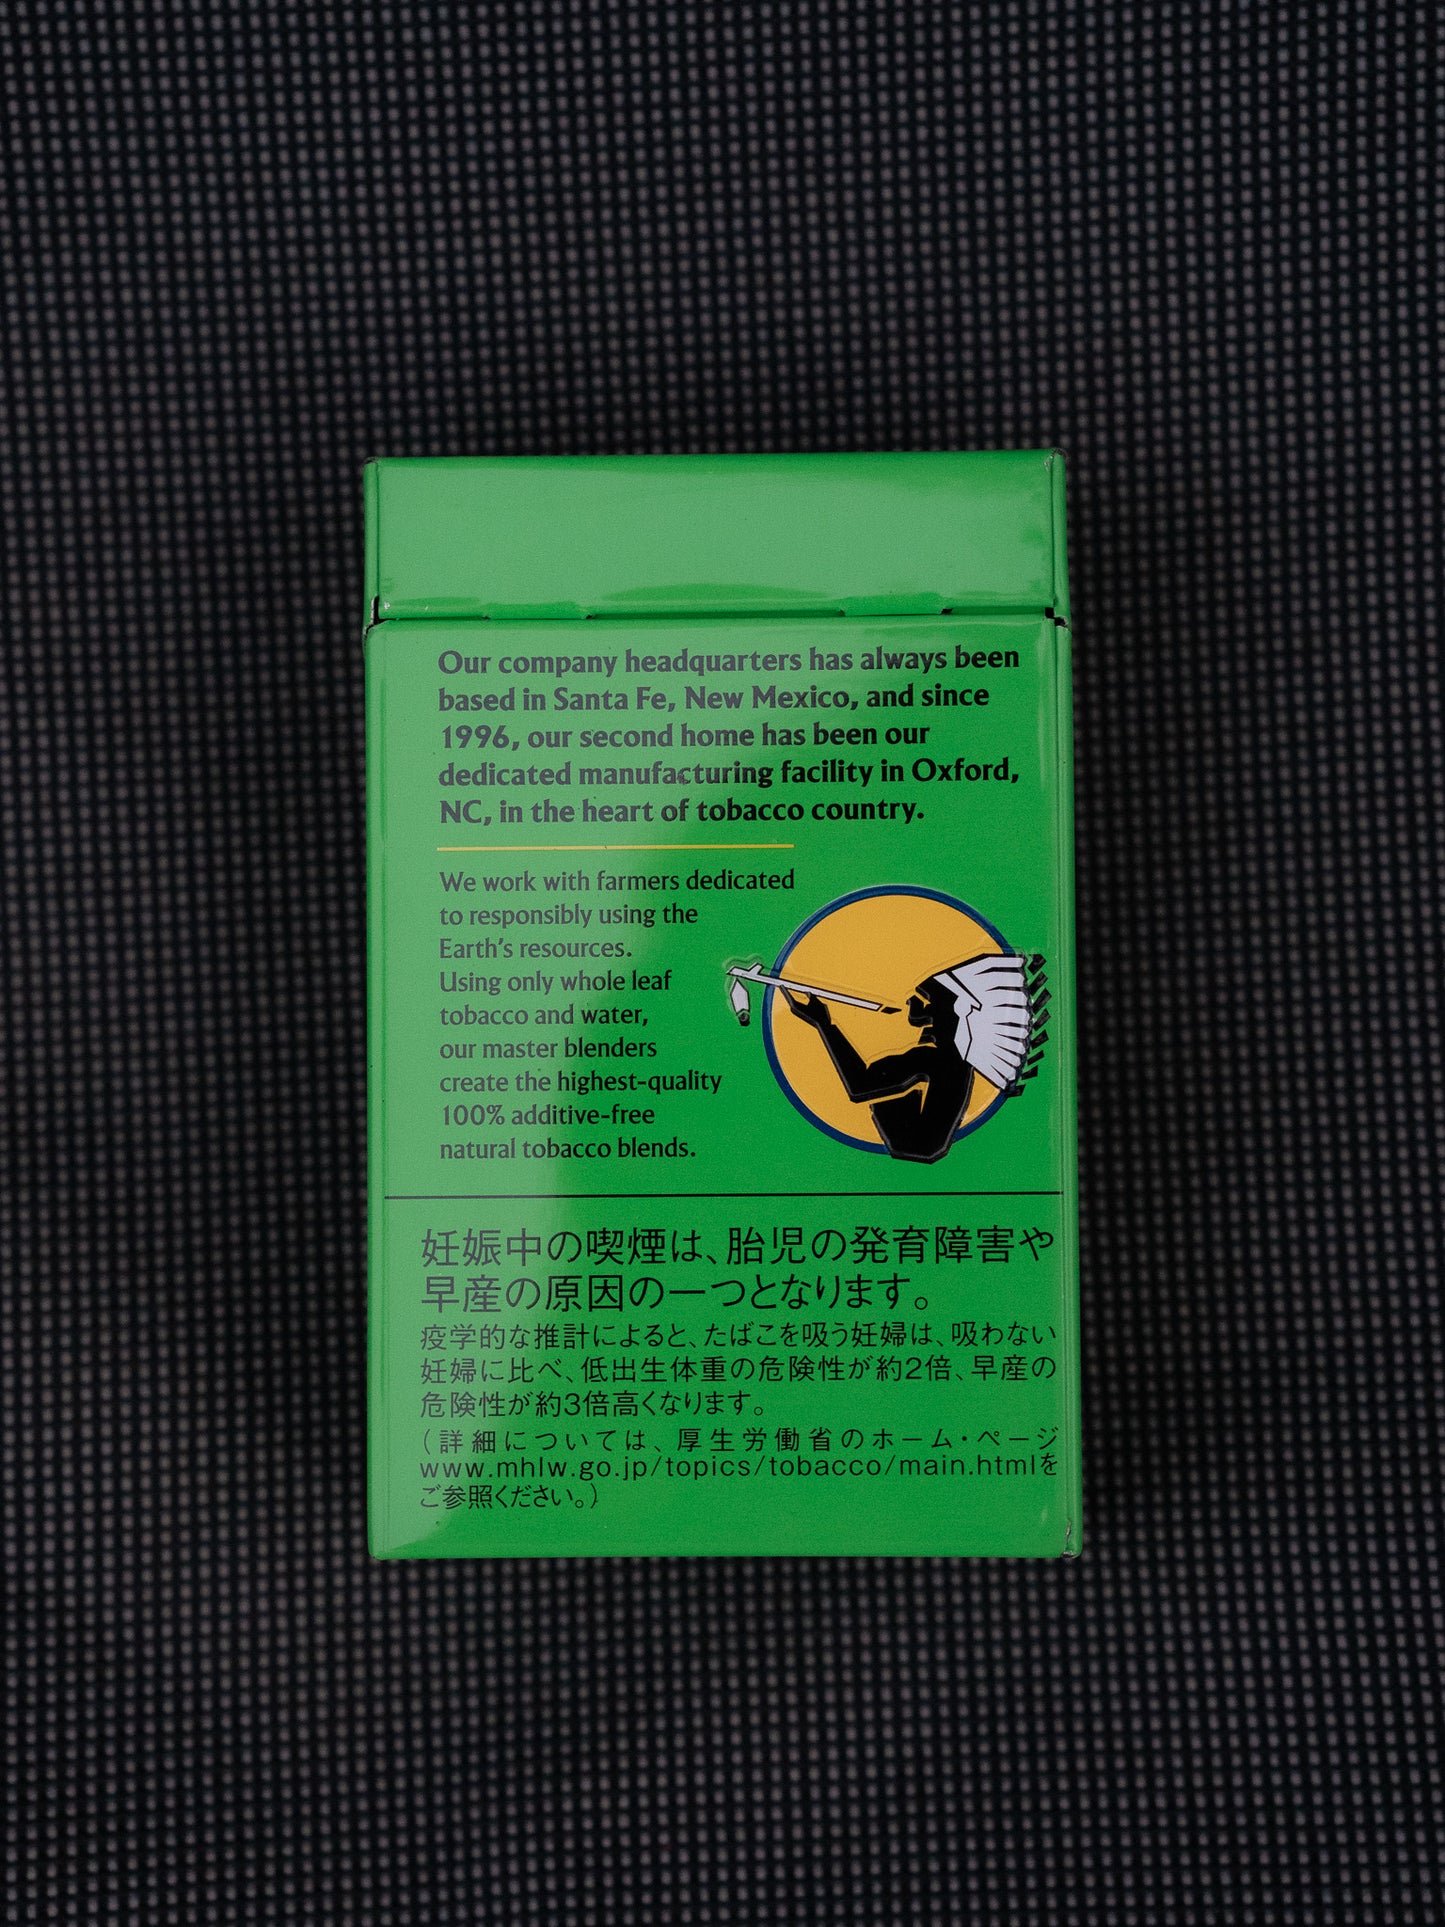 Our company headquarters has always been
based in Santa Fe, New Mexico, and since
1996, our second home has been our
dedicated manufacturing facility in Oxford,
NC, in the heart of tobacco country.
We work with farmers dedicated
to responsibly using the
Earth's resources.
Using only whole leaf
tobacco and water,
our master blenders
create the highest-quality
100% additive-free
natural tobacco blends.
妊娠中の喫煙は、胎児の発育障害や
早産の原因の一つとなります。
疫学的な推計によると、たばこを吸う妊婦は、吸わない
妊婦に比べ、低出生体重の危険性が約2倍、早産の
危険性が約3倍高くなります。
(詳細については、厚生労働省のホーム・ページ
www.mhlw.go.jp/topics/tobacco/main.htmlを
ご参照ください。)